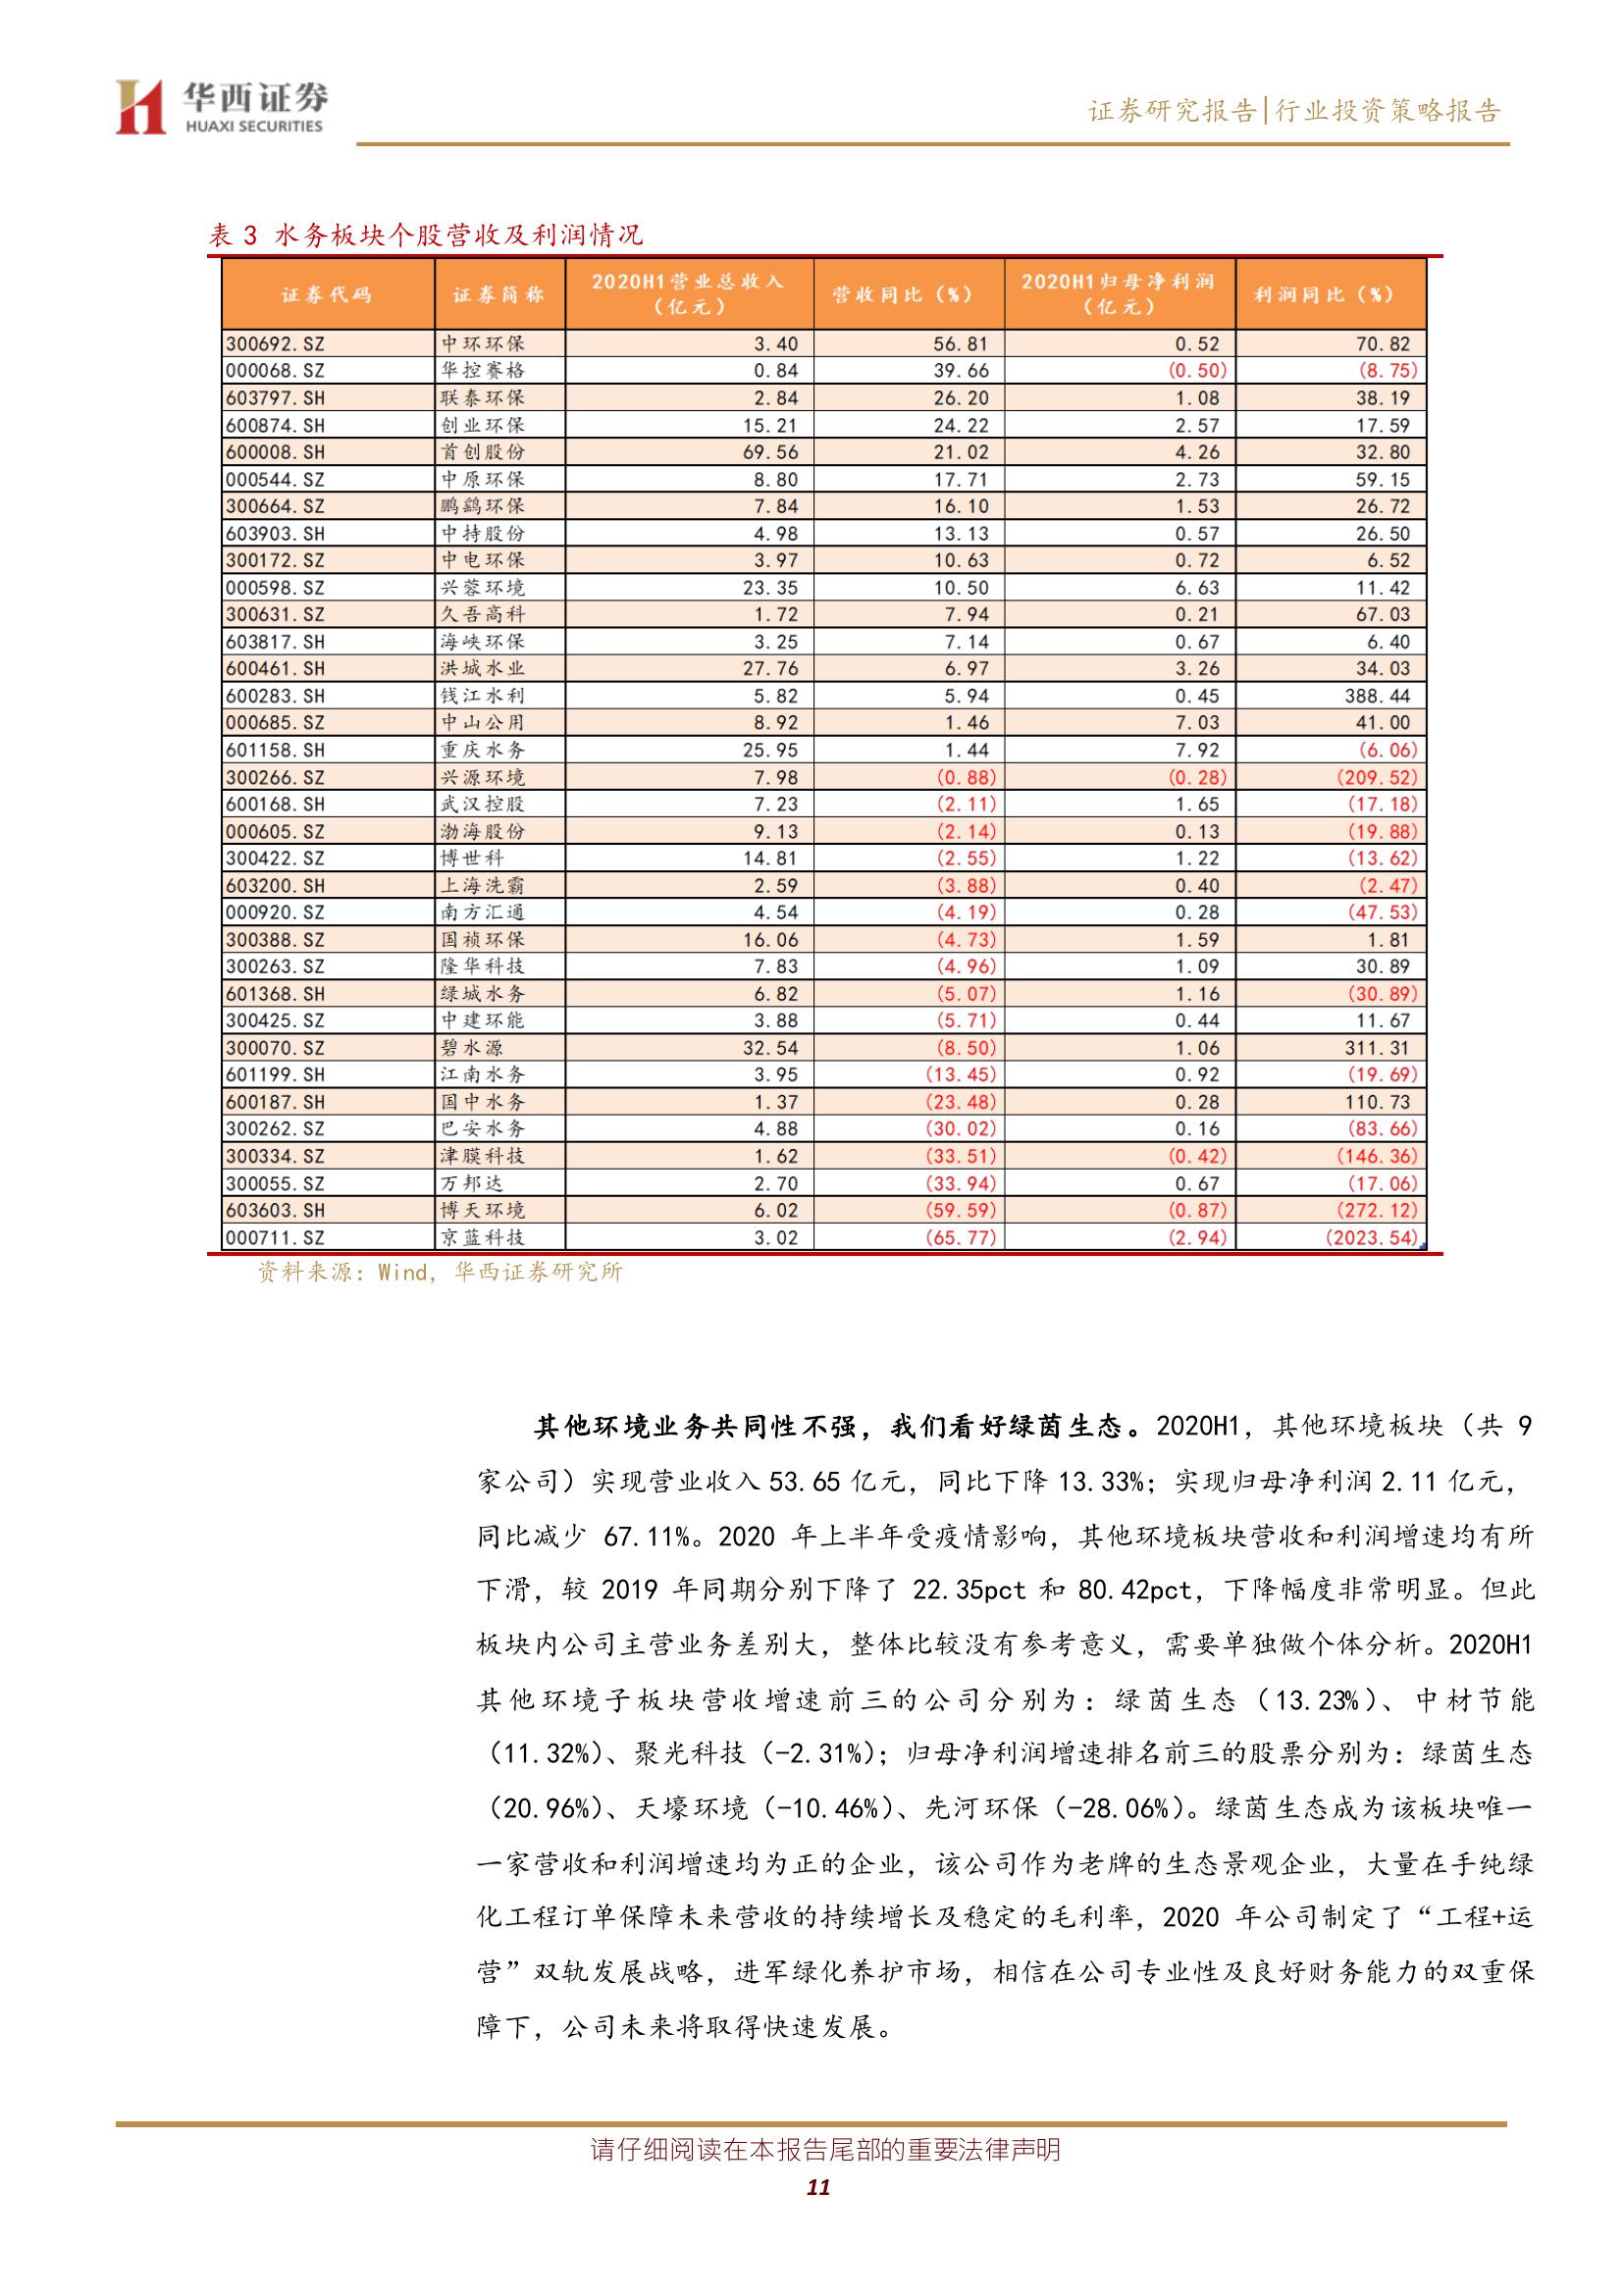 华西证券
HUAXI SECURITIES
证券研究报告|行业投资策略报告
表 3 水务板块个股营收及利润情况
证券代码 证券简称 2020H1营业总收入（亿元） 营收同比（%） 2020H1归母净利润（亿元） 利润同比（%）
300692.SZ 中环环保 3.40 56.81 0.52 70.82
000068.SZ 华控赛格 0.84 39.66 (0.50) (8.75)
603797.SH 联泰环保 2.84 26.20 1.08 38.19
600874.SH 创业环保 15.21 24.22 2.57 17.59
600008.SH 首创股份 69.56 21.02 4.26 32.80
000544.SZ 中原环保 8.80 17.71 2.73 59.15
300664.SZ 鹏鹞环保 7.84 16.10 1.53 26.72
603903.SH 中持股份 4.98 13.13 0.57 26.50
300172.SZ 中电环保 3.97 10.63 0.72 6.52
000598.SZ 兴蓉环境 23.35 10.50 6.63 11.42
300631.SZ 久吾高科 1.72 7.94 0.21 67.03
603817.SH 海峡环保 3.25 7.14 0.67 6.40
600461.SH 洪城水业 27.76 6.97 3.26 34.03
600283.SH 钱江水利 5.82 5.94 0.45 388.44
000685.SZ 中山公用 8.92 1.46 7.03 41.00
601158.SH 重庆水务 25.95 1.44 7.92 (6.06)
300266.SZ 兴源环境 7.98 (0.88) (0.28) (209.52)
600168.SH 武汉控股 7.23 (2.11) 1.65 (17.18)
000605.SZ 渤海股份 9.13 (2.14) 0.13 (19.88)
300422.SZ 博世科 14.81 (2.55) 1.22 (13.62)
603200.SH 上海洗霸 2.59 (3.88) 0.40 (2.47)
000920.SZ 南方汇通 4.54 (4.19) 0.28 (47.53)
300388.SZ 国祯环保 16.06 (4.73) 1.59 1.81
300263.SZ 隆华科技 7.83 (4.96) 1.09 30.89
601368.SH 绿城水务 6.82 (5.07) 1.16 (30.89)
300425.SZ 中建环能 3.88 (5.71) 0.44 11.67
300070.SZ 碧水源 32.54 (8.50) 1.06 311.31
601199.SH 江南水务 3.95 (13.45) 0.92 (19.69)
600187.SH 国中水务 1.37 (23.48) 0.28 110.73
300262.SZ 巴安水务 4.88 (30.02) 0.16 (83.66)
300334.SZ 津膜科技 1.62 (33.51) (0.42) (146.36)
300055.SZ 万邦达 2.70 (33.94) 0.67 (17.06)
603603.SH 博天环境 6.02 (59.59) (0.87) (272.12)
000711.SZ 京蓝科技 3.02 (65.77) (2.94) (2023.54)
资料来源：Wind，华西证券研究所
其他环境业务共同性不强，我们看好绿茵生态。2020H1，其他环境板块（共 9
家公司）实现营业收入 53.65 亿元，同比下降 13.33%；实现归母净利润 2.11 亿元，
同比减少 67.11%。2020 年上半年受疫情影响，其他环境板块营收和利润增速均有所
下滑，较 2019 年同期分别下降了 22.35pct 和 80.42pct，下降幅度非常明显。但此
板块内公司主营业务差别大，整体比较没有参考意义，需要单独做个体分析。2020H1
其他环境子板块营收增速前三的公司分别为：绿茵生态（13.23%）、中材节能
（11.32%）、聚光科技（-2.31%）；归母净利润增速排名前三的股票分别为：绿茵生态
（20.96%）、天壕环境（-10.46%）、先河环保（-28.06%）。绿茵生态成为该板块唯一
一家营收和利润增速均为正的企业，该公司作为老牌的生态景观企业，大量在手纯绿
化工程订单保障未来营收的持续增长及稳定的毛利率，2020 年公司制定了“工程+运
营”双轨发展战略，进军绿化养护市场，相信在公司专业性及良好财务能力的双重保
障下，公司未来将取得快速发展。
请仔细阅读在本报告尾部的重要法律声明
11